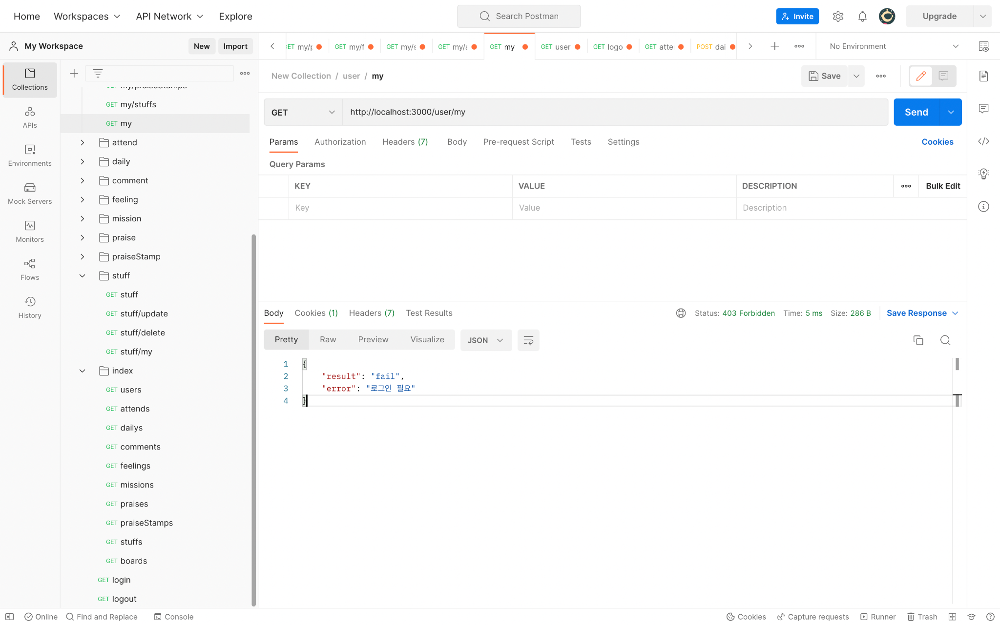 Home Workspaces API Network Explore Search Postman Invite Upgrade
My Workspace New Import
GET my/f GET my/s GET my/a GET my GET user GET logo GET atte POST dai No Environment
Collections
APIs
Environments
Mock Servers
Monitors
Flows
History
my/praiseStamps
GET my/stuffs
GET my
attend
daily
comment
feeling
mission
praise
praiseStamp
stuff
GET stuff
GET stuff/update
GET stuff/delete
GET stuff/my
index
GET users
GET attends
GET dailys
GET comments
GET feelings
GET missions
GET praises
GET praiseStamps
GET stuffs
GET boards
GET login
GET logout
New Collection / user / my Save
GET http://localhost:3000/user/my Send
Params Authorization Headers (7) Body Pre-request Script Tests Settings Cookies
Query Params
KEY VALUE DESCRIPTION Bulk Edit
Key Value Description
Body Cookies (1) Headers (7) Test Results Status: 403 Forbidden Time: 5 ms Size: 286 B Save Response
Pretty Raw Preview Visualize JSON
1 {
2 "result": "fail",
3 "error": "로그인 필요"
4 }
Online Find and Replace Console Cookies Capture requests Runner Trash